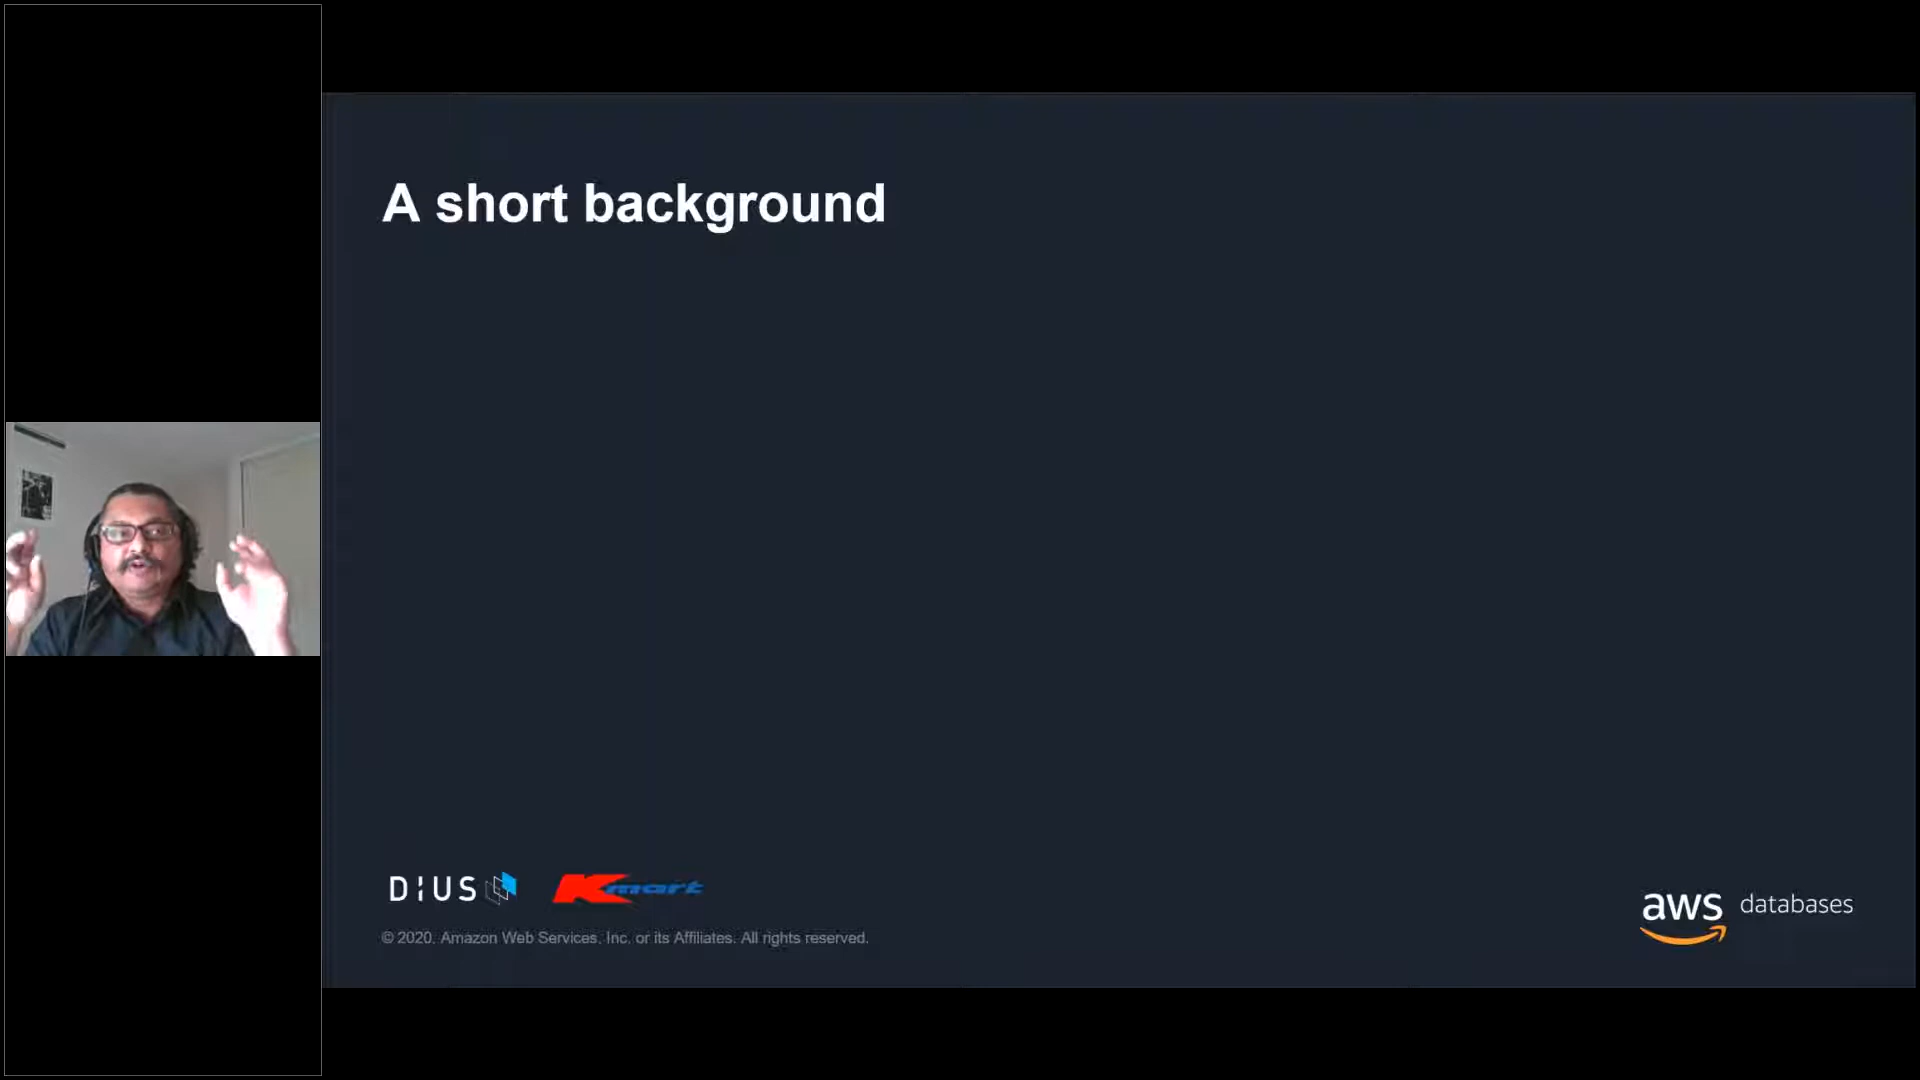 A short background
DiUS
Kmart
© 2020, Amazon Web Services, Inc. or its Affiliates. All rights reserved.
aws databases